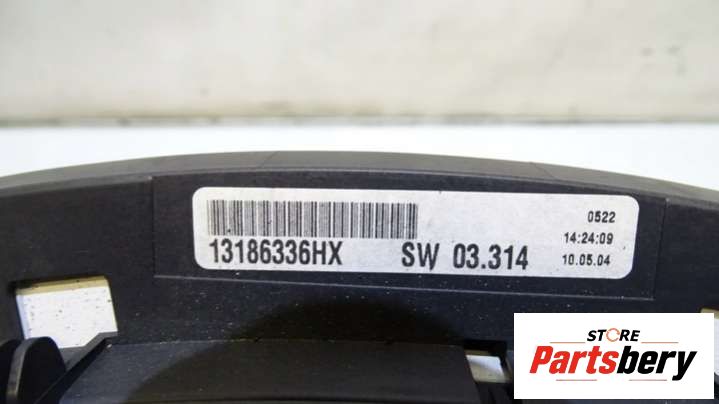 13186336HX SW 03.314
0522
14:24:09
10.05.04
STORE
Partsbery